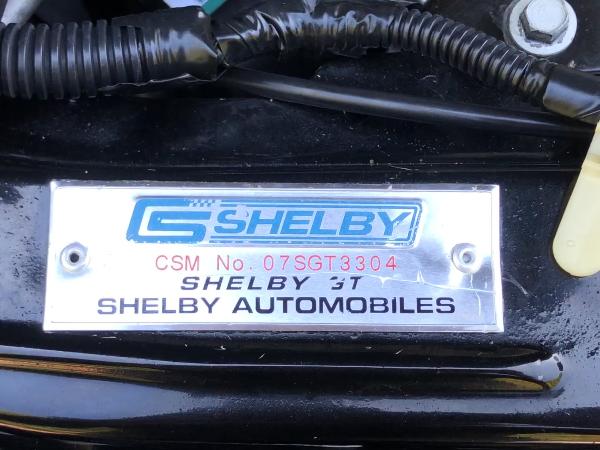 CS SHELBY
CSM No. 07SGT3304
SHELBY GT
SHELBY AUTOMOBILES